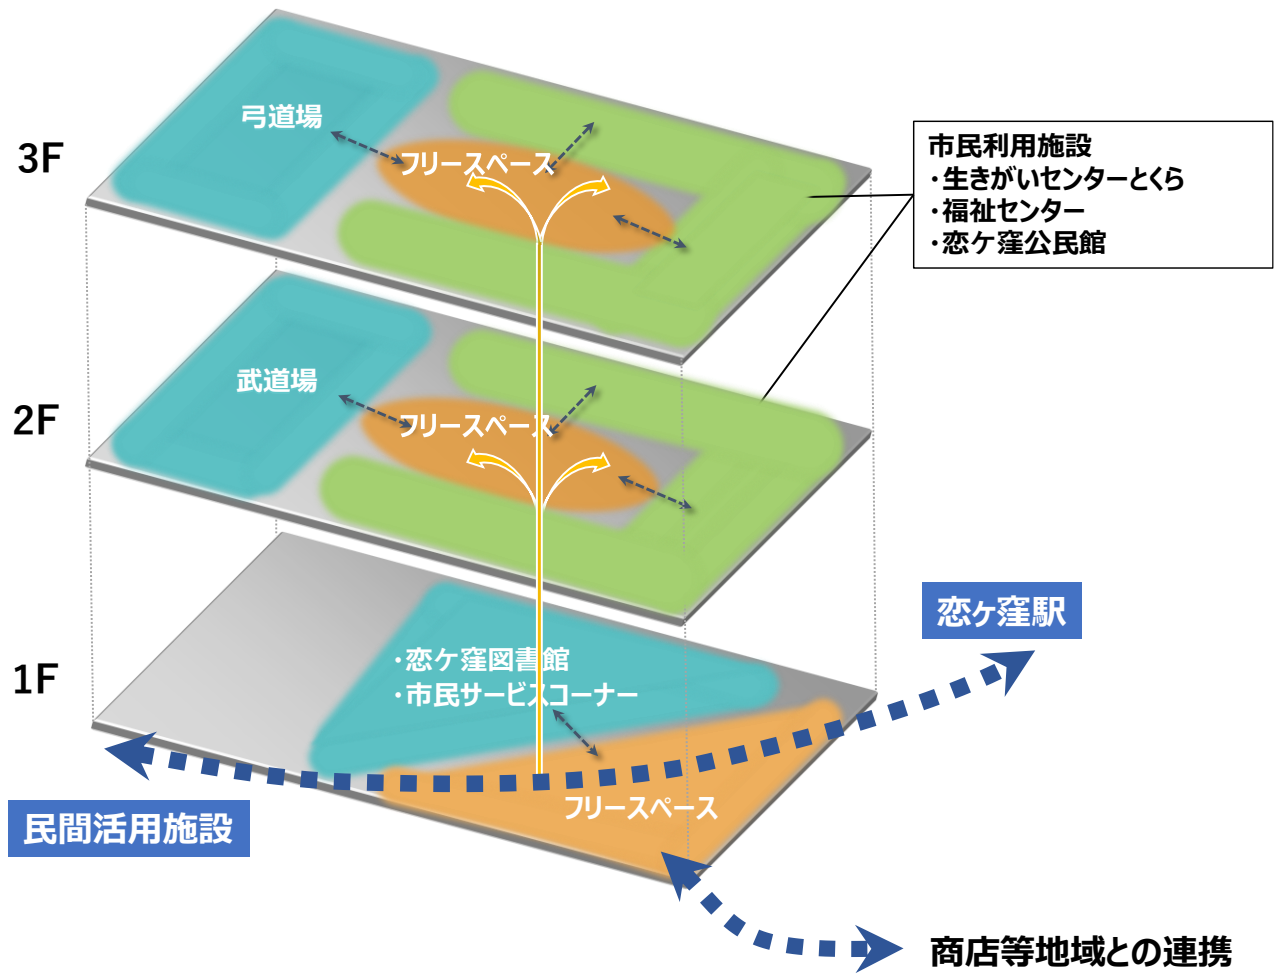 3F
弓道場
フリースペース
市民利用施設
・生きがいセンターとくら
・福祉センター
・恋ケ窪公民館
2F
武道場
フリースペース
1F
・恋ケ窪図書館
・市民サービスコーナー
フリースペース
恋ヶ窪駅
民間活用施設
商店等地域との連携